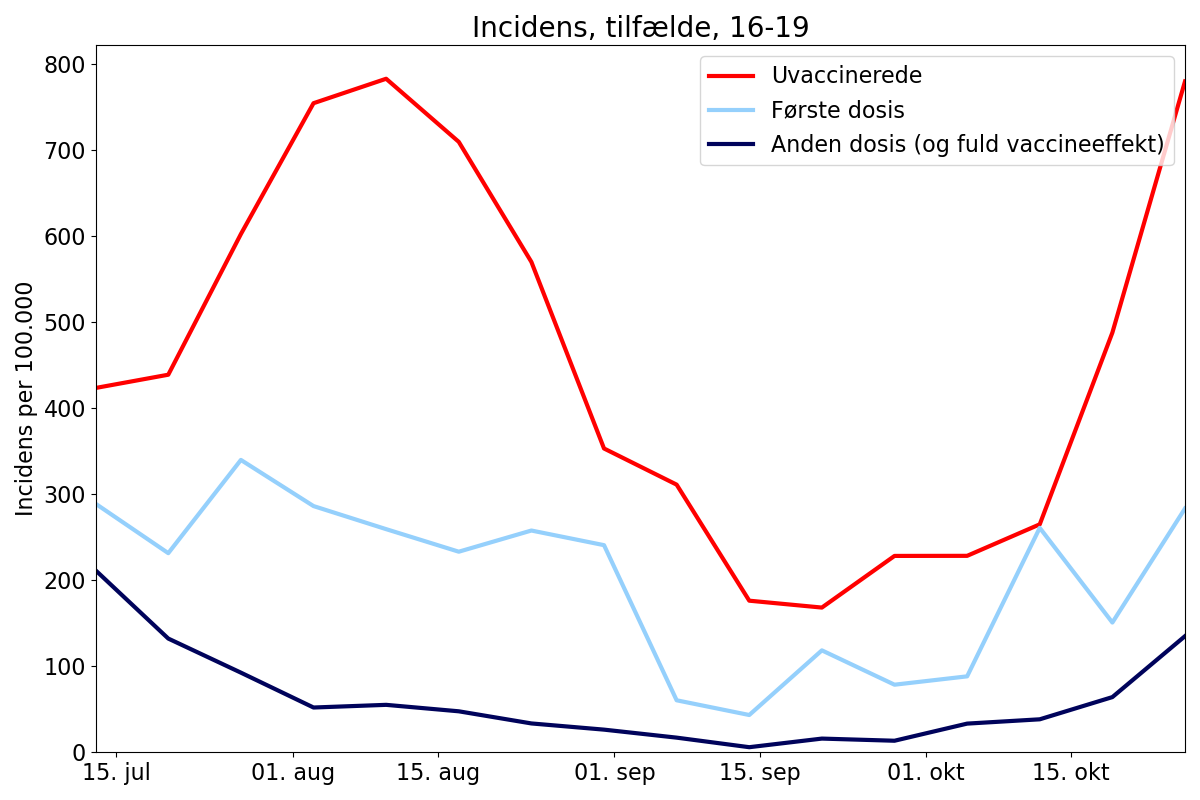 Incidens, tilfælde, 16-19
Uvaccinerede
Første dosis
Anden dosis (og fuld vaccineeffekt)
Incidens per 100.000
800
700
600
500
400
300
200
100
0
15. jul
01. aug
15. aug
01. sep
15. sep
01. okt
15. okt